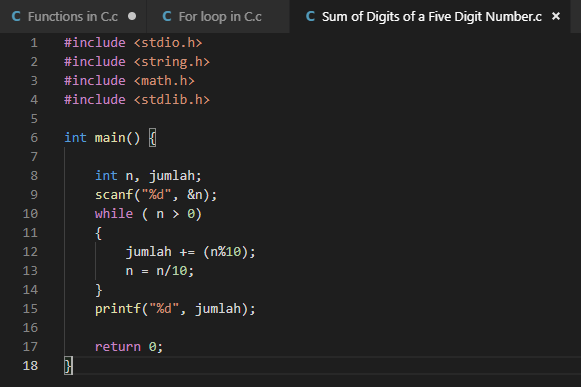 C Functions in C.c ● C For loop in C.c C Sum of Digits of a Five Digit Number.c ×
1 #include <stdio.h>
2 #include <string.h>
3 #include <math.h>
4 #include <stdlib.h>
5
6 int main() {
7
8     int n, jumlah;
9     scanf("%d", &n);
10     while ( n > 0)
11     {
12         jumlah += (n%10);
13         n = n/10;
14     }
15     printf("%d", jumlah);
16
17     return 0;
18 }